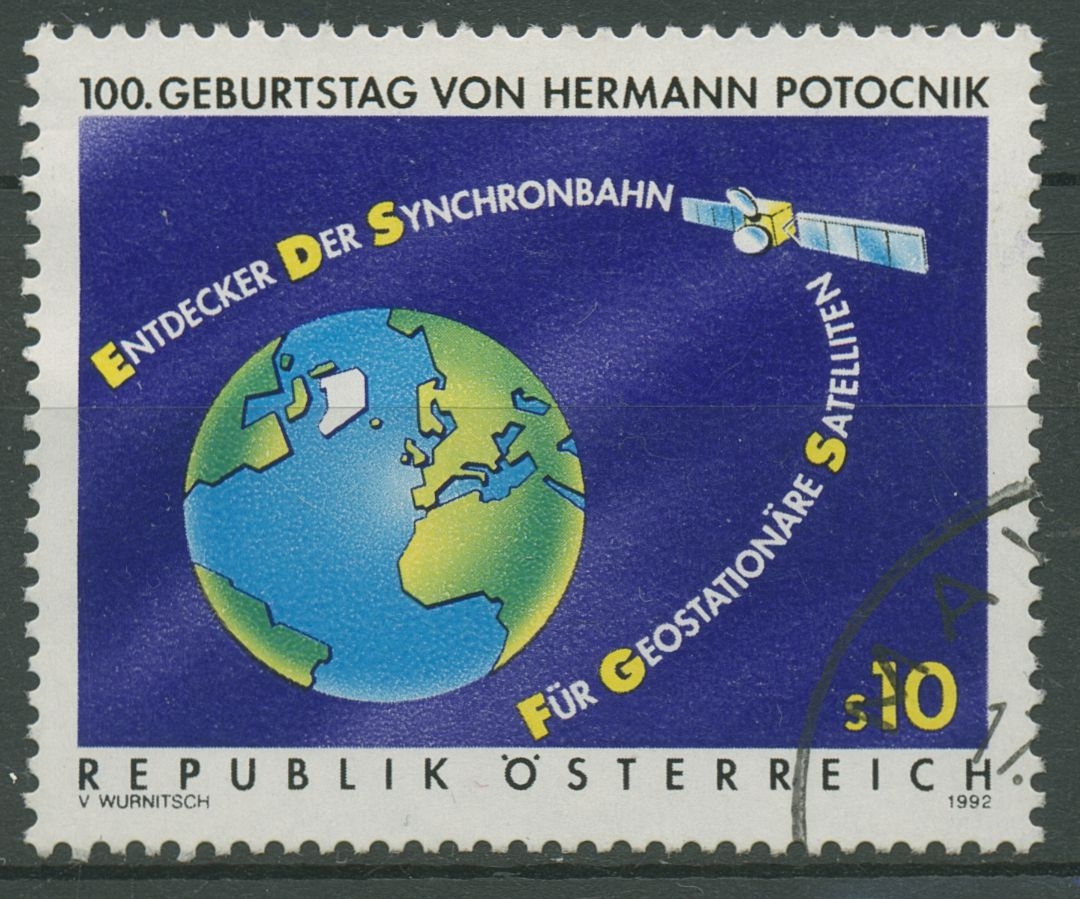 100. GEBURTSTAG VON HERMANN POTOCNIK
ENTDECKER DER SYNCHRONBAHN
FÜR GEOSTATIONÄRE SATELLITEN
S10
REPUBLIK ÖSTERREICH
V WURNITSCH
1992